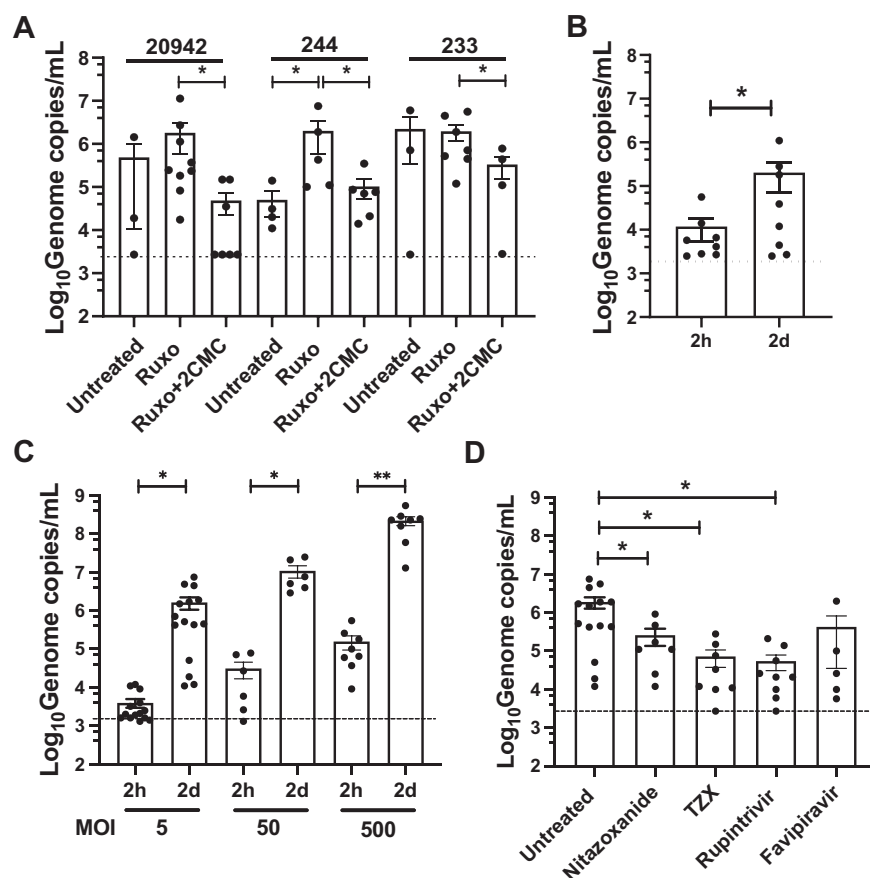 A
20942 244 233
* * * *
Log10Genome copies/mL
8
7
6
5
4
3
2
Untreated
Ruxo
Ruxo+2CMC
Untreated
Ruxo
Ruxo+2CMC
Untreated
Ruxo
Ruxo+2CMC
B
*
Log10Genome copies/mL
8
7
6
5
4
3
2
2h 2d
C
* * **
Log10Genome copies/mL
9
8
7
6
5
4
3
2
2h 2d 2h 2d 2h 2d
MOI 5 50 500
D
*
*
*
Log10Genome copies/mL
9
8
7
6
5
4
3
2
Untreated
Nitazoxanide
TZX
Rupintrivir
Favipiravir